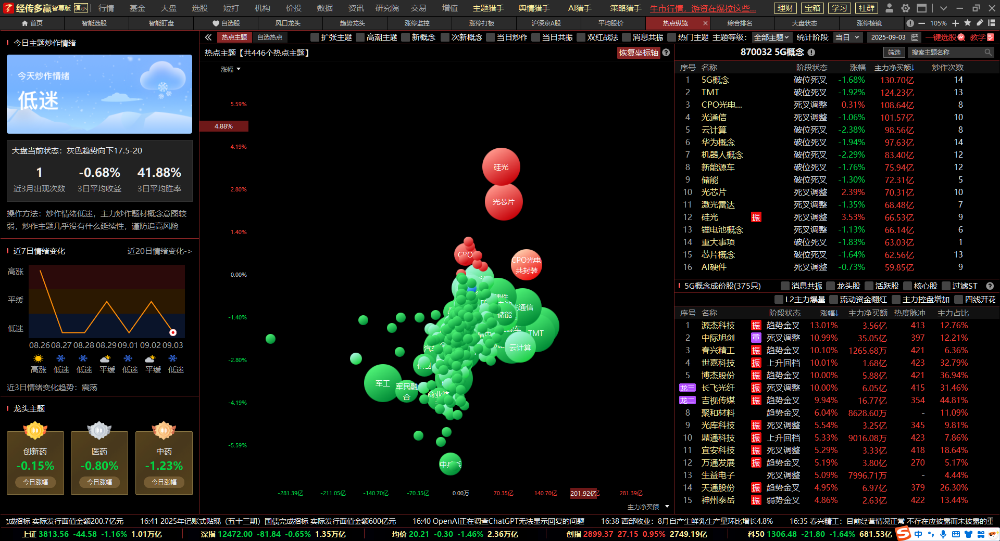 经传多赢 智尊版 演示 行情 基金 大盘 选股 短打 机构 价投 数据 资讯 研究院 交易 增值 主题猎手 舆情猎手 AI猎手 策略猎手 牛市行情，游资在爆拉这些... 理财 宝箱 学习 社群
首页 智能选股 智能盯盘 自选股 风口龙头 趋势龙头 涨停监控 涨停打板 沪深京A股 平均股价 热点纵览 综合排名 大盘状态 涨停棱镜 105%
今日主题炒作情绪
今天炒作情绪
低迷
大盘当前状态：灰色趋势向下17.5-20
1 -0.68% 41.88%
近3月出现次数 3日平均收益 3日平均胜率
操作方法：炒作情绪低迷，主力炒作题材概念意图较
弱，炒作主题几乎没有什么延续性，谨防追高风险
近7日情绪变化 近20日情绪变化->
高涨
平缓
低迷
08.26 08.27 08.28 08.29 09.01 09.02 09.03
高涨 低迷 低迷 平缓 低迷 平缓 低迷
近3日情绪变化趋势：震荡
龙头主题
创新药 医药 中药
-0.15% -0.80% -1.23%
今日涨幅 今日涨幅 今日涨幅
热点主题 自选热点 扩张主题 高潮主题 新概念 次新概念 当日炒作 当日共振 双红战法 消息共振 热门主题 主题等级： 全部主题 统计阶段： 当日 2025-09-03 一键选股 教学
热点主题【共446个热点主题】 恢复坐标轴
涨幅
5.59%
4.88%
4.19%
2.80%
1.40%
0.00%
-1.40%
-2.80%
-4.19%
-5.59%
硅光
光芯片
CPO
CPO光电
共封装
硬件
光通信
储能
源车
TMT
云计算
汽车
信创
军工
军民融
合
商业航
-281.39亿 -211.05亿 -140.70亿 -70.35亿 0.00万 70.35亿 140.70亿 201.92亿 281.39亿
主力净买额
870032 5G概念 筛选 搜索主题名称
序号 名称 阶段状态 涨幅 主力净买额↓ 炒作次数
1 5G概念 破位死叉 -1.68% 130.70亿 14
2 TMT 破位死叉 -1.92% 124.23亿 13
3 CPO光电... 死叉调整 0.31% 108.64亿 8
4 光通信 死叉调整 -1.06% 101.57亿 10
5 云计算 破位死叉 -2.38% 98.56亿 8
6 华为概念 破位死叉 -1.94% 97.63亿 14
7 机器人概念 破位死叉 -2.29% 83.40亿 12
8 新能源车 破位死叉 -1.76% 75.94亿 12
9 储能 破位死叉 -1.30% 72.31亿 5
10 光芯片 死叉调整 2.39% 70.31亿 10
11 激光雷达 死叉调整 -1.35% 68.48亿 7
12 硅光 振 死叉调整 3.53% 66.53亿 9
13 锂电池概念 死叉调整 -1.13% 66.14亿 6
14 重大事项 破位死叉 -1.83% 63.03亿 1
15 芯片概念 破位死叉 -1.64% 62.56亿 13
16 AI硬件 死叉调整 -0.73% 59.85亿 9
5G概念成份股(375只) 消息共振 龙头股 活跃股 核心股 过滤ST
L2主力爆量 流动资金翻红 主力控盘增加 四线开花
序号 名称 阶段状态 涨幅↓ 主力净买额 热度脉冲 主力占比
1 源杰科技 振 趋势金叉 13.01% 3.56亿 413 12.76%
2 中际旭创 重 死叉调整 10.99% 35.05亿 397 12.21%
3 春兴精工 振 趋势金叉 10.10% 1265.68万 421 6.36%
4 世嘉科技 振 上升回档 10.01% 1.68亿 423 32.79%
5 博杰股份 振 趋势金叉 10.00% 5.88亿 421 36.94%
龙三 长飞光纤 振 死叉调整 10.00% 6.05亿 415 31.46%
龙二 吉视传媒 振 趋势金叉 9.94% 16.77亿 354 44.81%
8 聚和材料 趋势金叉 6.04% 8628.60万 - 11.09%
9 光库科技 振 死叉调整 5.54% 3.25亿 345 9.81%
10 鼎通科技 振 上升回档 5.33% 9016.08万 423 7.86%
11 宜安科技 振 死叉调整 5.29% 3.33亿 418 18.64%
12 万通发展 振 趋势金叉 5.19% 3.80亿 270 5.17%
13 生益电子 死叉调整 5.09% 7996.71万 - 4.44%
14 天通股份 振 趋势金叉 4.95% 6.97亿 379 26.30%
15 神州泰岳 振 弱势金叉 4.86% 2.63亿 422 13.44%
成招标 实际发行面值金额200.7亿元 16:41 2025年记账式贴现（五十三期）国债完成招标 实际发行面值金额600亿元 16:40 OpenAI正在调查ChatGPT无法显示回复的问题 16:38 西部牧业：8月自产生鲜乳生产量环比增长4.8% 16:35 春兴精工：目前经营情况正常 不存在应披露而未披露的重
上证 3813.56 -44.58 -1.16% 1.01万亿 深指 12472.00 -81.84 -0.65% 1.35万亿 均价 20.21 -0.30 -1.46% 2.36万亿 创指 2899.37 27.15 0.95% 2749.19亿 科50 1306.48 -21.80 -1.64% 681.53亿 中